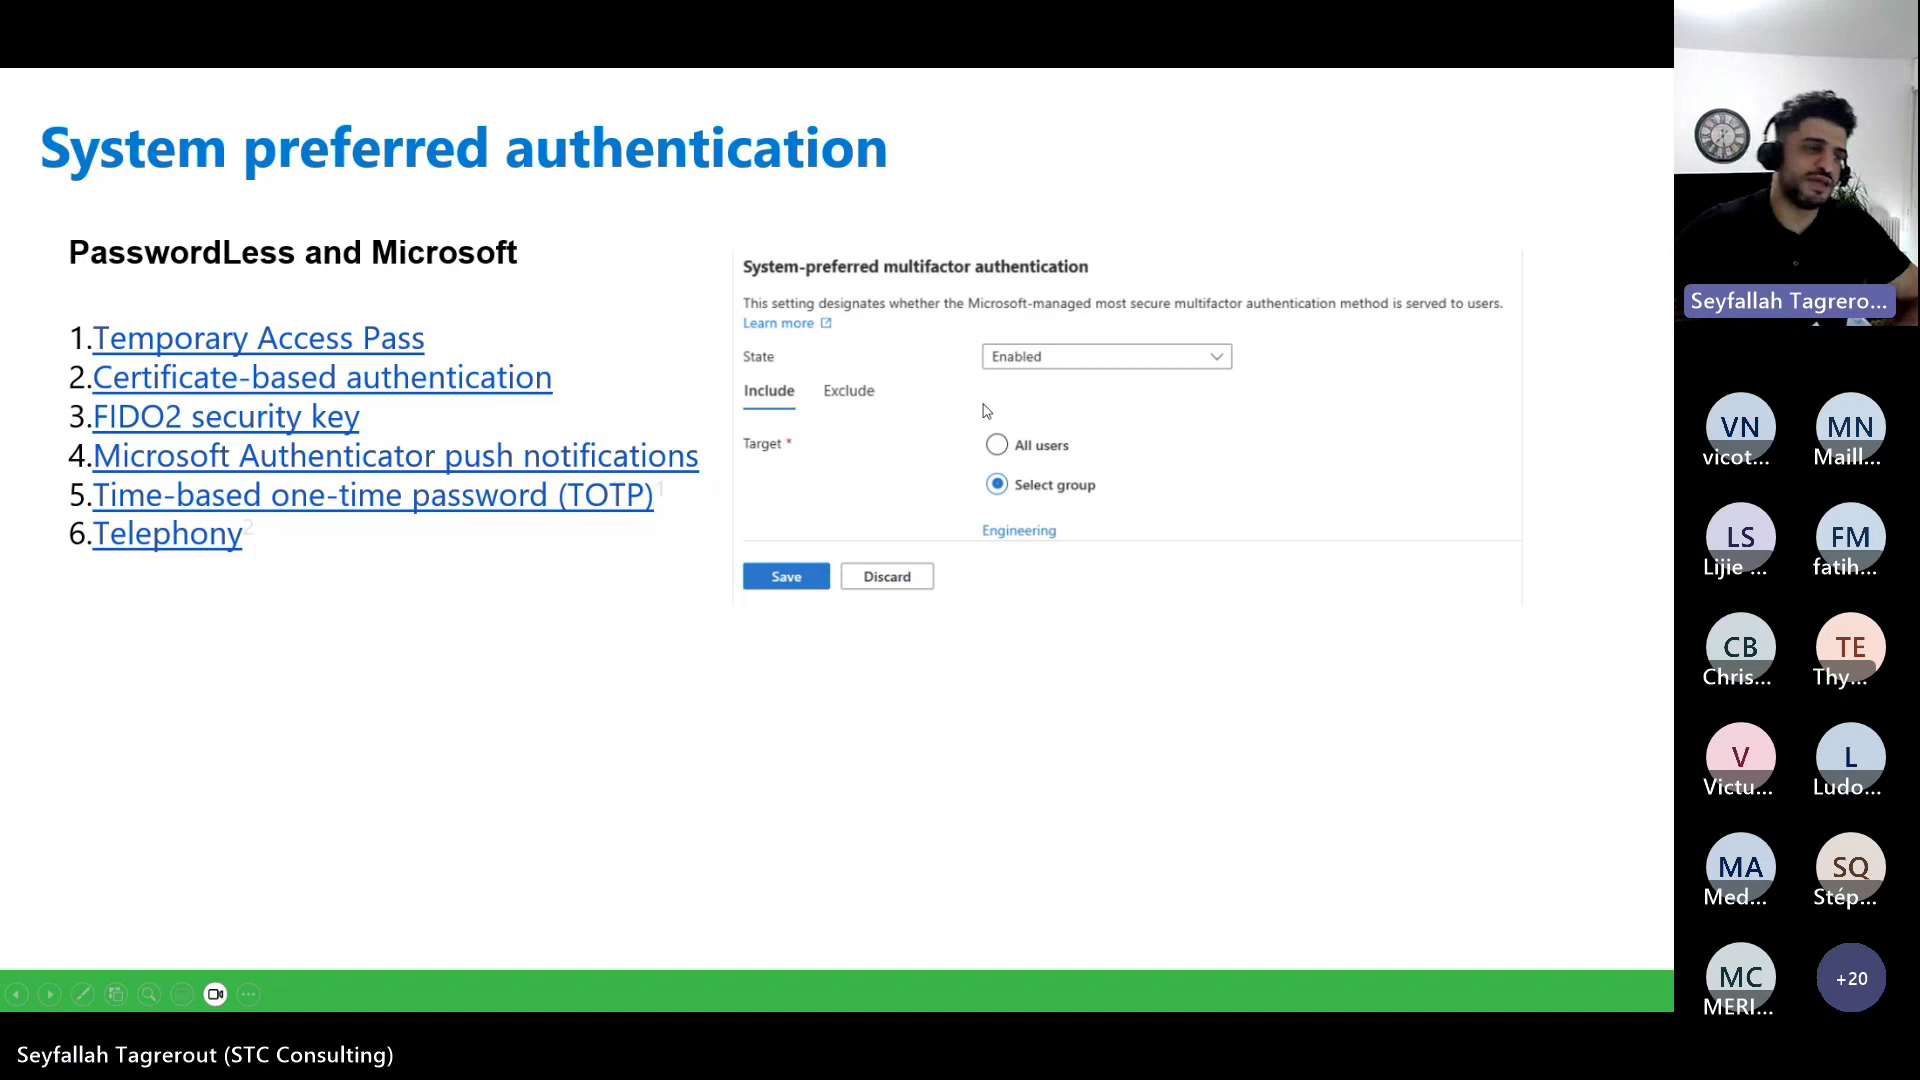 System preferred authentication
PasswordLess and Microsoft
1.Temporary Access Pass
2.Certificate-based authentication
3.FIDO2 security key
4.Microsoft Authenticator push notifications
5.Time-based one-time password (TOTP)1
6.Telephony2
System-preferred multifactor authentication
This setting designates whether the Microsoft-managed most secure multifactor authentication method is served to users.
Learn more
State
Enabled
Include Exclude
Target *
All users
Select group
Engineering
Save Discard
Seyfallah Tagrero...
VN MN
vicot... Maill...
LS FM
Lijie ... fatih...
CB TE
Chris... Thy...
V L
Victu... Ludo...
MA SQ
Med... Stép...
MC +20
MERI...
Seyfallah Tagrerout (STC Consulting)